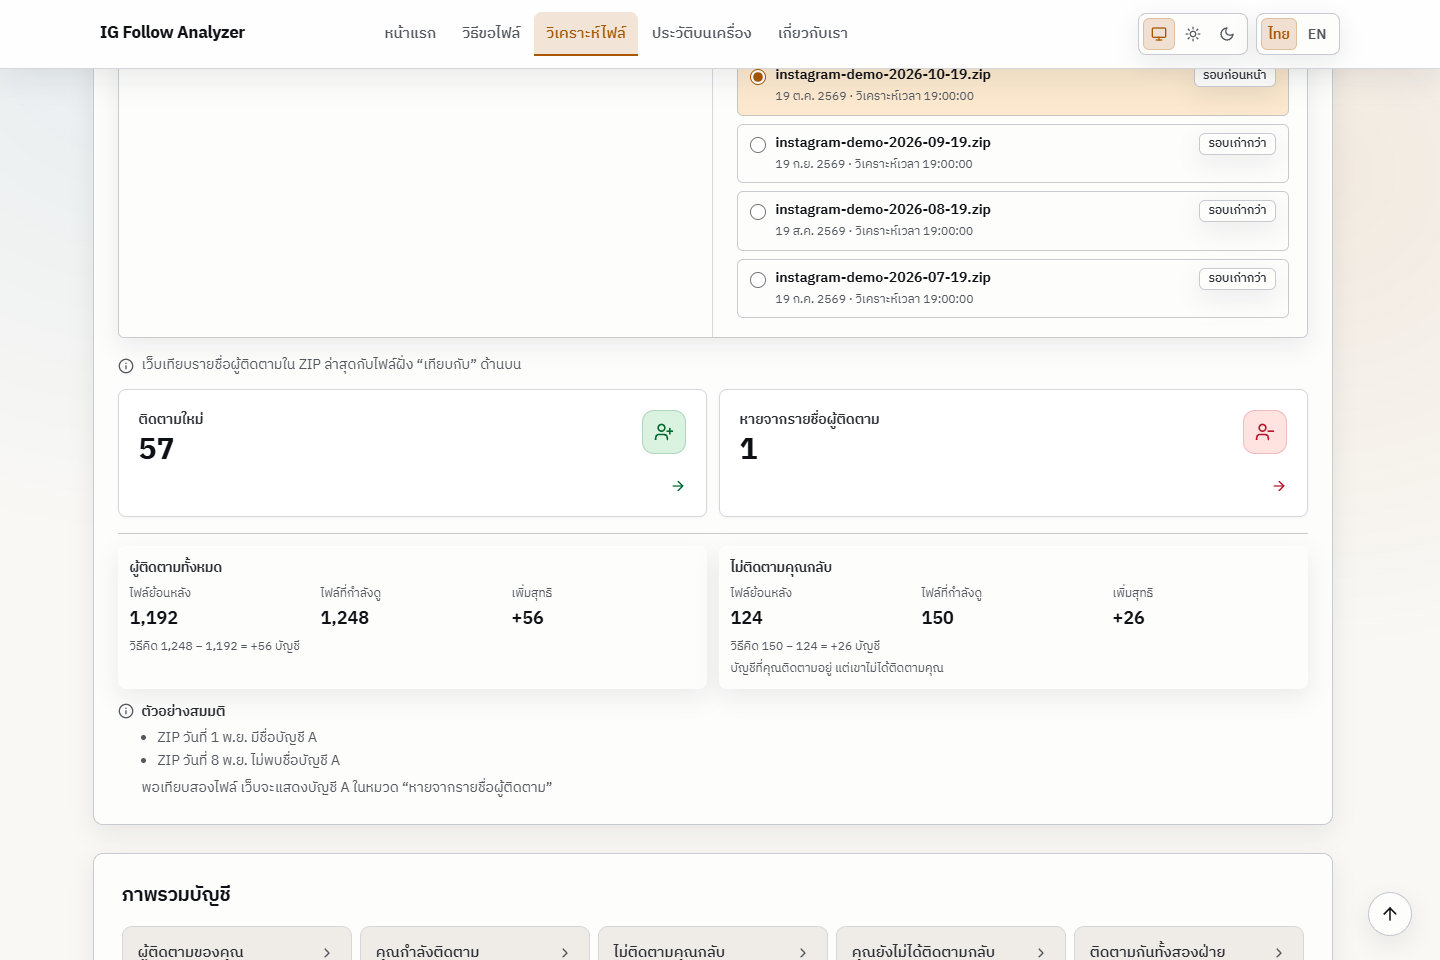 IG Follow Analyzer
หน้าแรก
วิธีขอไฟล์
วิเคราะห์ไฟล์
ประวัติบนเครื่อง
เกี่ยวกับเรา
ไทย
EN
instagram-demo-2026-10-19.zip
รอบก่อนหน้า
19 ต.ค. 2569 · วิเคราะห์เวลา 19:00:00
instagram-demo-2026-09-19.zip
รอบเก่ากว่า
19 ก.ย. 2569 · วิเคราะห์เวลา 19:00:00
instagram-demo-2026-08-19.zip
รอบเก่ากว่า
19 ส.ค. 2569 · วิเคราะห์เวลา 19:00:00
instagram-demo-2026-07-19.zip
รอบเก่ากว่า
19 ก.ค. 2569 · วิเคราะห์เวลา 19:00:00
เว็บเทียบรายชื่อผู้ติดตามใน ZIP ล่าสุดกับไฟล์ฝั่ง “เทียบกับ” ด้านบน
ติดตามใหม่
57
หายจากรายชื่อผู้ติดตาม
1
ผู้ติดตามทั้งหมด
ไฟล์ย้อนหลัง
ไฟล์ที่กำลังดู
เพิ่มสุทธิ
1,192
1,248
+56
วิธีคิด 1,248 − 1,192 = +56 บัญชี
ไม่ติดตามคุณกลับ
ไฟล์ย้อนหลัง
ไฟล์ที่กำลังดู
เพิ่มสุทธิ
124
150
+26
วิธีคิด 150 − 124 = +26 บัญชี
บัญชีที่คุณติดตามอยู่ แต่เขาไม่ได้ติดตามคุณ
ตัวอย่างสมมติ
• ZIP วันที่ 1 พ.ย. มีชื่อบัญชี A
• ZIP วันที่ 8 พ.ย. ไม่พบชื่อบัญชี A
พอเทียบสองไฟล์ เว็บจะแสดงบัญชี A ในหมวด “หายจากรายชื่อผู้ติดตาม”
ภาพรวมบัญชี
ผู้ติดตามของคุณ
คุณกำลังติดตาม
ไม่ติดตามคุณกลับ
คุณยังไม่ได้ติดตามกลับ
ติดตามกันทั้งสองฝ่าย